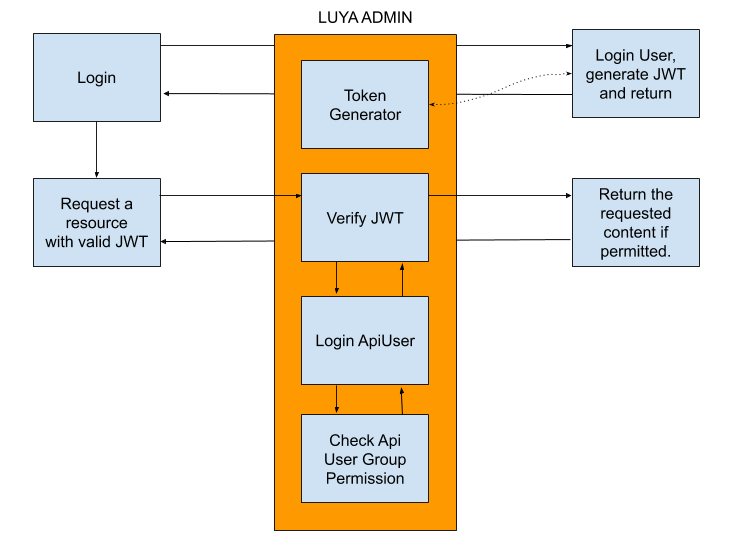 LUYA ADMIN
Login
Token
Generator
Login User,
generate JWT
and return
Request a
resource
with valid JWT
Verify JWT
Return the
requested
content if
permitted.
Login ApiUser
Check Api
User Group
Permission